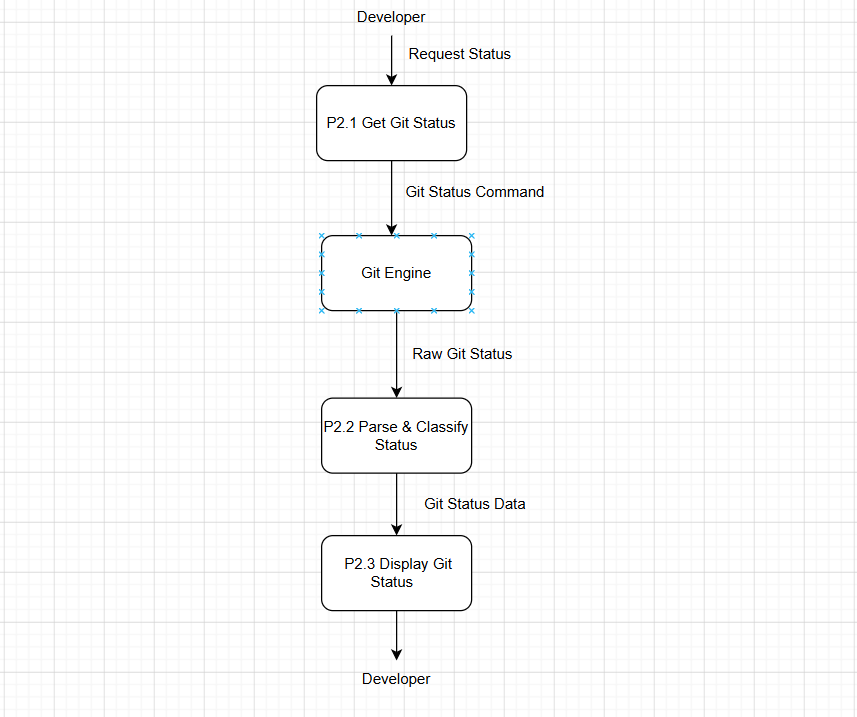 Developer
Request Status
P2.1 Get Git Status
Git Status Command
Git Engine
Raw Git Status
P2.2 Parse & Classify
Status
Git Status Data
P2.3 Display Git
Status
Developer